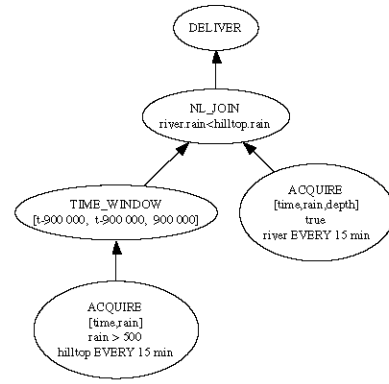 DELIVER
NL_JOIN
river.rain<hilltop.rain
TIME_WINDOW
[t-900 000, t-900 000, 900 000]
ACQUIRE
[time,rain,depth]
true
river EVERY 15 min
ACQUIRE
[time,rain]
rain > 500
hilltop EVERY 15 min